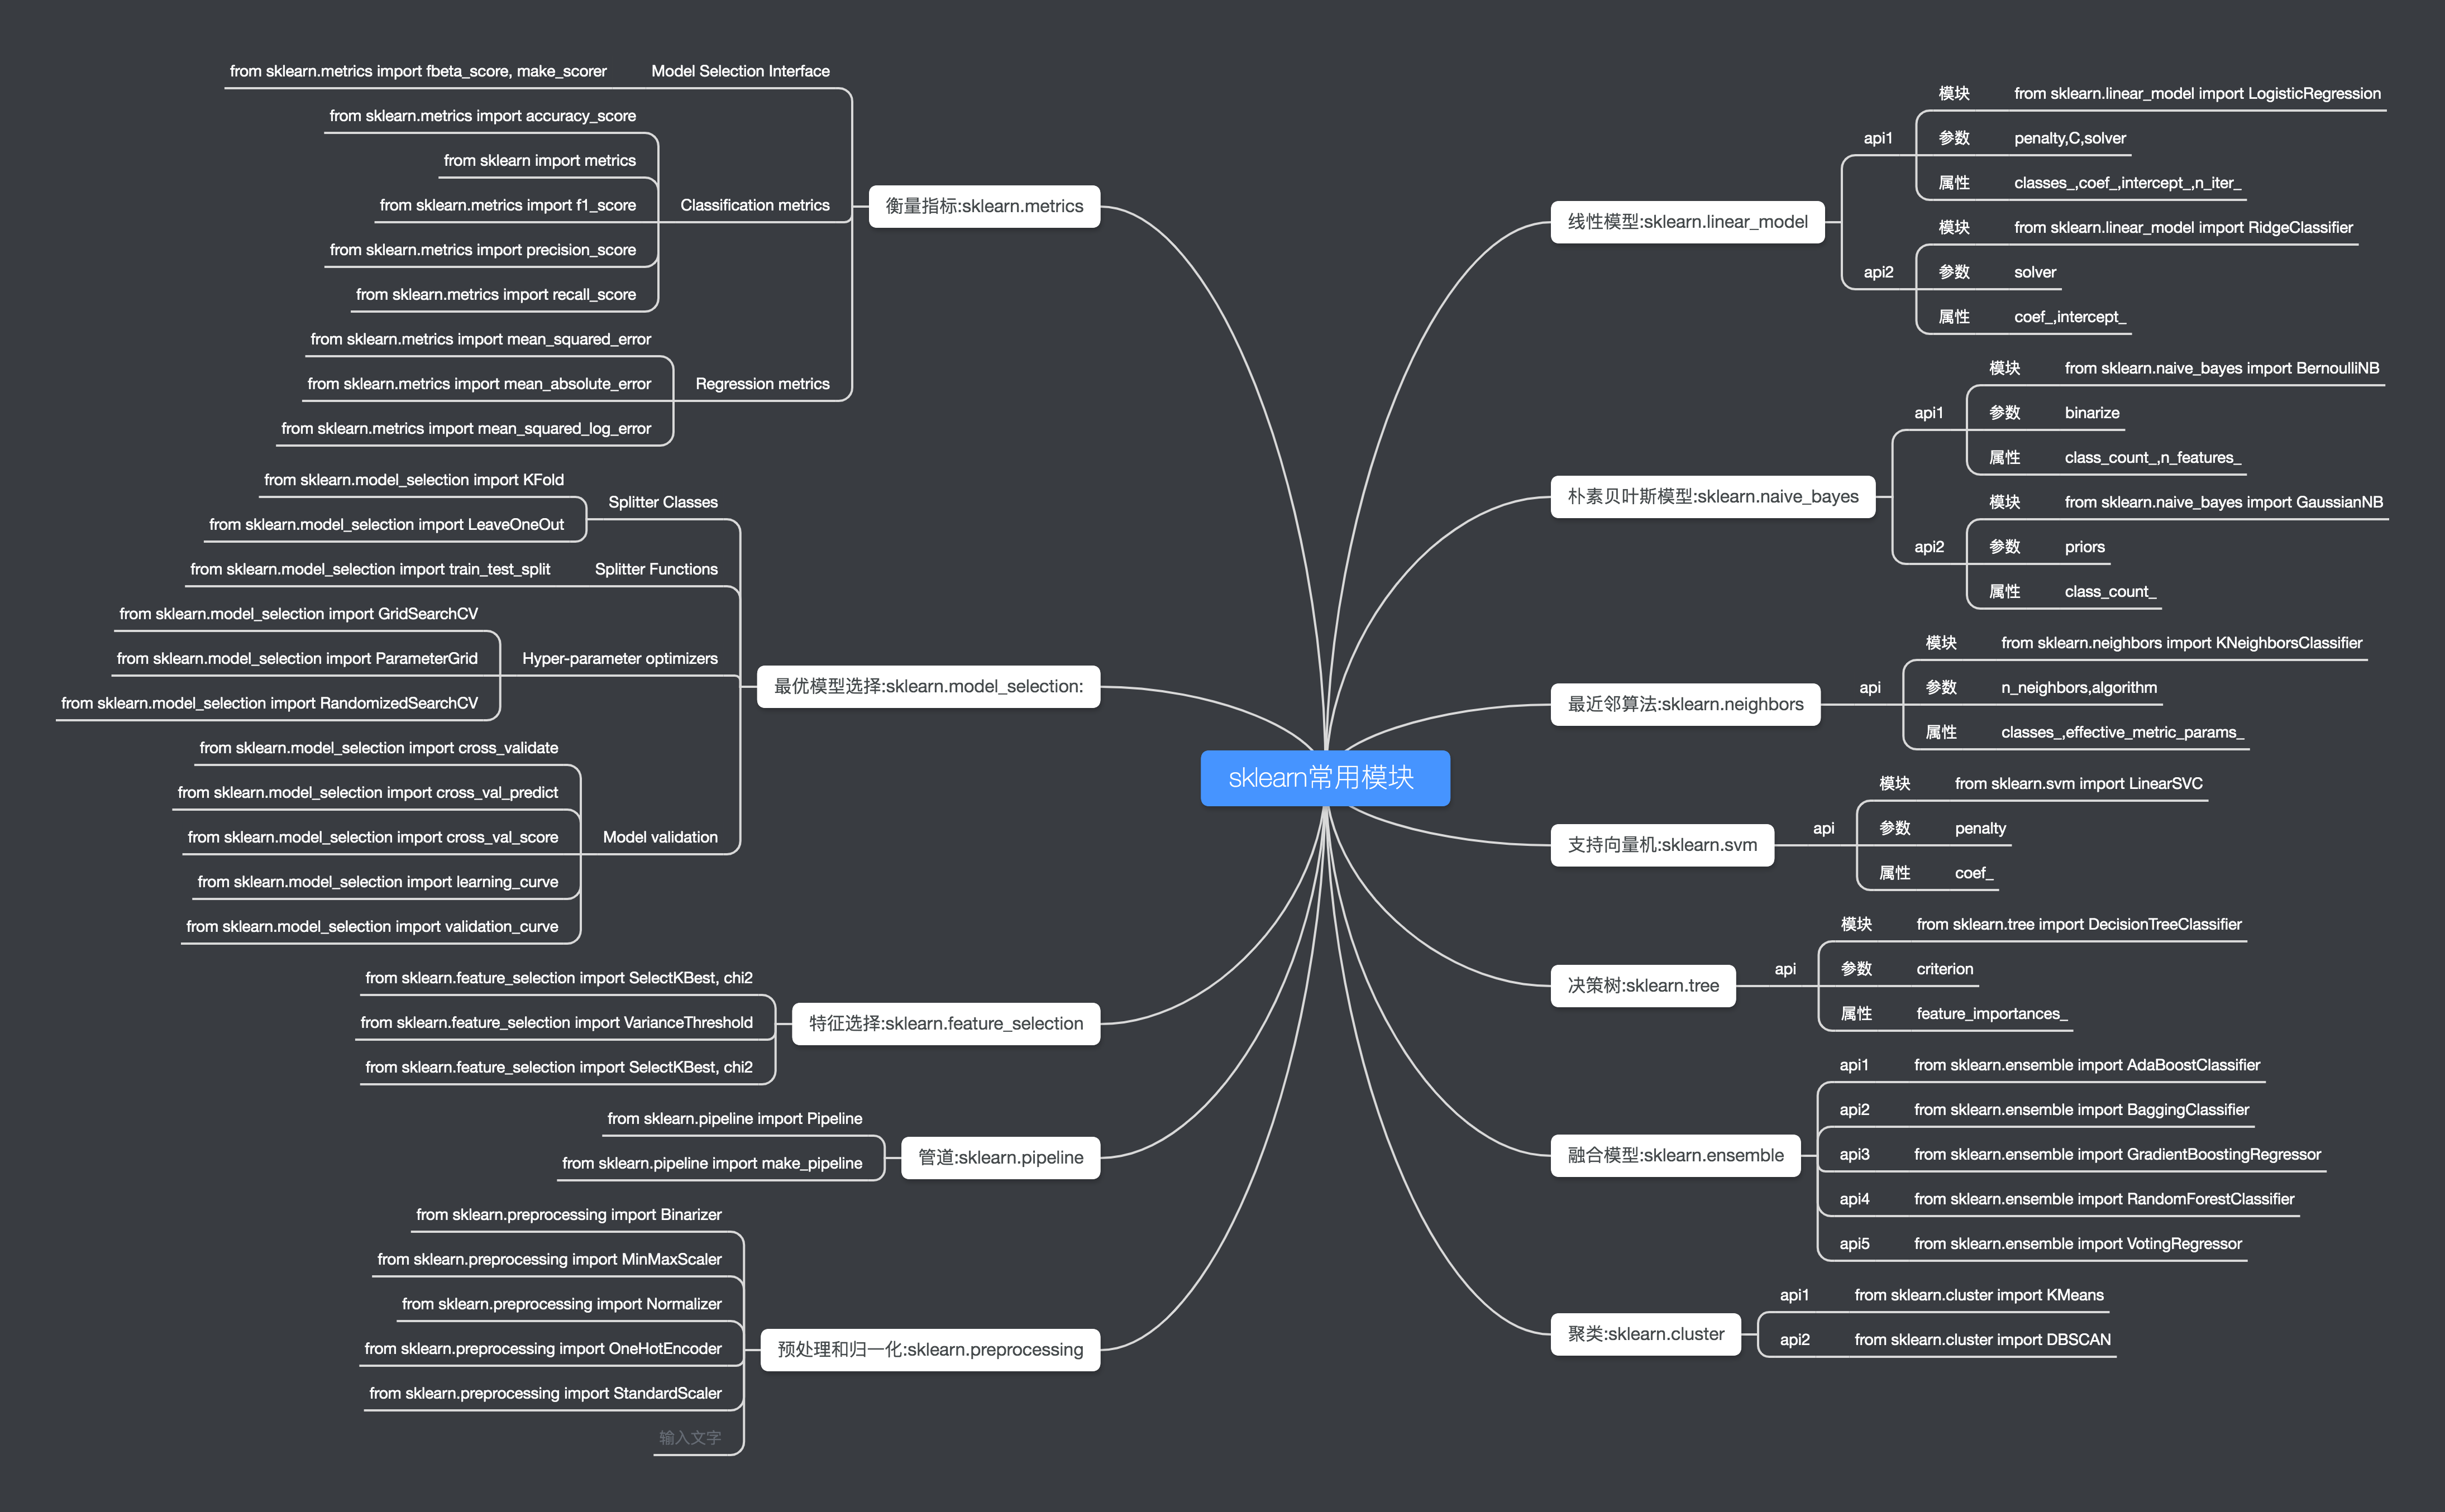 sklearn常用模块
衡量指标:sklearn.metrics
Model Selection Interface
from sklearn.metrics import fbeta_score, make_scorer
Classification metrics
from sklearn.metrics import accuracy_score
from sklearn import metrics
from sklearn.metrics import f1_score
from sklearn.metrics import precision_score
from sklearn.metrics import recall_score
Regression metrics
from sklearn.metrics import mean_squared_error
from sklearn.metrics import mean_absolute_error
from sklearn.metrics import mean_squared_log_error
最优模型选择:sklearn.model_selection:
Splitter Classes
from sklearn.model_selection import KFold
from sklearn.model_selection import LeaveOneOut
Splitter Functions
from sklearn.model_selection import train_test_split
Hyper-parameter optimizers
from sklearn.model_selection import GridSearchCV
from sklearn.model_selection import ParameterGrid
from sklearn.model_selection import RandomizedSearchCV
Model validation
from sklearn.model_selection import cross_validate
from sklearn.model_selection import cross_val_predict
from sklearn.model_selection import cross_val_score
from sklearn.model_selection import learning_curve
from sklearn.model_selection import validation_curve
特征选择:sklearn.feature_selection
from sklearn.feature_selection import SelectKBest, chi2
from sklearn.feature_selection import VarianceThreshold
from sklearn.feature_selection import SelectKBest, chi2
管道:sklearn.pipeline
from sklearn.pipeline import Pipeline
from sklearn.pipeline import make_pipeline
预处理和归一化:sklearn.preprocessing
from sklearn.preprocessing import Binarizer
from sklearn.preprocessing import MinMaxScaler
from sklearn.preprocessing import Normalizer
from sklearn.preprocessing import OneHotEncoder
from sklearn.preprocessing import StandardScaler
输入文字
线性模型:sklearn.linear_model
api1
模块 from sklearn.linear_model import LogisticRegression
参数 penalty,C,solver
属性 classes_,coef_,intercept_,n_iter_
api2
模块 from sklearn.linear_model import RidgeClassifier
参数 solver
属性 coef_,intercept_
朴素贝叶斯模型:sklearn.naive_bayes
api1
模块 from sklearn.naive_bayes import BernoulliNB
参数 binarize
属性 class_count_,n_features_
api2
模块 from sklearn.naive_bayes import GaussianNB
参数 priors
属性 class_count_
最近邻算法:sklearn.neighbors
api
模块 from sklearn.neighbors import KNeighborsClassifier
参数 n_neighbors,algorithm
属性 classes_,effective_metric_params_
支持向量机:sklearn.svm
api
模块 from sklearn.svm import LinearSVC
参数 penalty
属性 coef_
决策树:sklearn.tree
api
模块 from sklearn.tree import DecisionTreeClassifier
参数 criterion
属性 feature_importances_
融合模型:sklearn.ensemble
api1 from sklearn.ensemble import AdaBoostClassifier
api2 from sklearn.ensemble import BaggingClassifier
api3 from sklearn.ensemble import GradientBoostingRegressor
api4 from sklearn.ensemble import RandomForestClassifier
api5 from sklearn.ensemble import VotingRegressor
聚类:sklearn.cluster
api1 from sklearn.cluster import KMeans
api2 from sklearn.cluster import DBSCAN